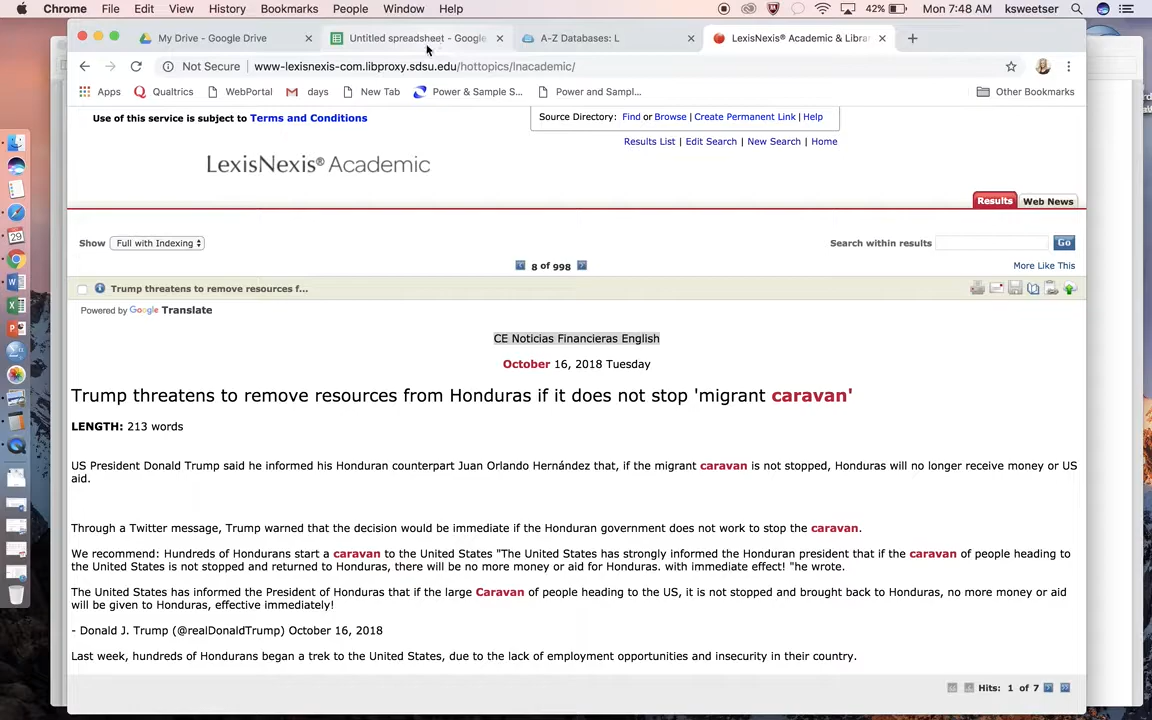 Chrome File Edit View History Bookmarks People Window Help 42% Mon 7:48 AM ksweetser
My Drive - Google Drive Untitled spreadsheet - Google A-Z Databases: L LexisNexis® Academic & Libra
Not Secure www-lexisnexis-com.libproxy.sdsu.edu/hottopics/lnacademic/
Apps Qualtrics WebPortal days New Tab Power & Sample S... Power and Sampl... Other Bookmarks
Use of this service is subject to Terms and Conditions
Source Directory: Find or Browse | Create Permanent Link | Help
Results List | Edit Search | New Search | Home
LexisNexis® Academic
Results Web News
Show Full with Indexing Search within results Go
8 of 998
More Like This
Trump threatens to remove resources f...
Powered by Google Translate
CE Noticias Financieras English
October 16, 2018 Tuesday
Trump threatens to remove resources from Honduras if it does not stop 'migrant caravan'
LENGTH: 213 words
US President Donald Trump said he informed his Honduran counterpart Juan Orlando Hernández that, if the migrant caravan is not stopped, Honduras will no longer receive money or US
aid.
Through a Twitter message, Trump warned that the decision would be immediate if the Honduran government does not work to stop the caravan.
We recommend: Hundreds of Hondurans start a caravan to the United States "The United States has strongly informed the Honduran president that if the caravan of people heading to
the United States is not stopped and returned to Honduras, there will be no more money or aid for Honduras. with immediate effect! "he wrote.
The United States has informed the President of Honduras that if the large Caravan of people heading to the US, it is not stopped and brought back to Honduras, no more money or aid
will be given to Honduras, effective immediately!
- Donald J. Trump (@realDonaldTrump) October 16, 2018
Last week, hundreds of Hondurans began a trek to the United States, due to the lack of employment opportunities and insecurity in their country.
Hits: 1 of 7